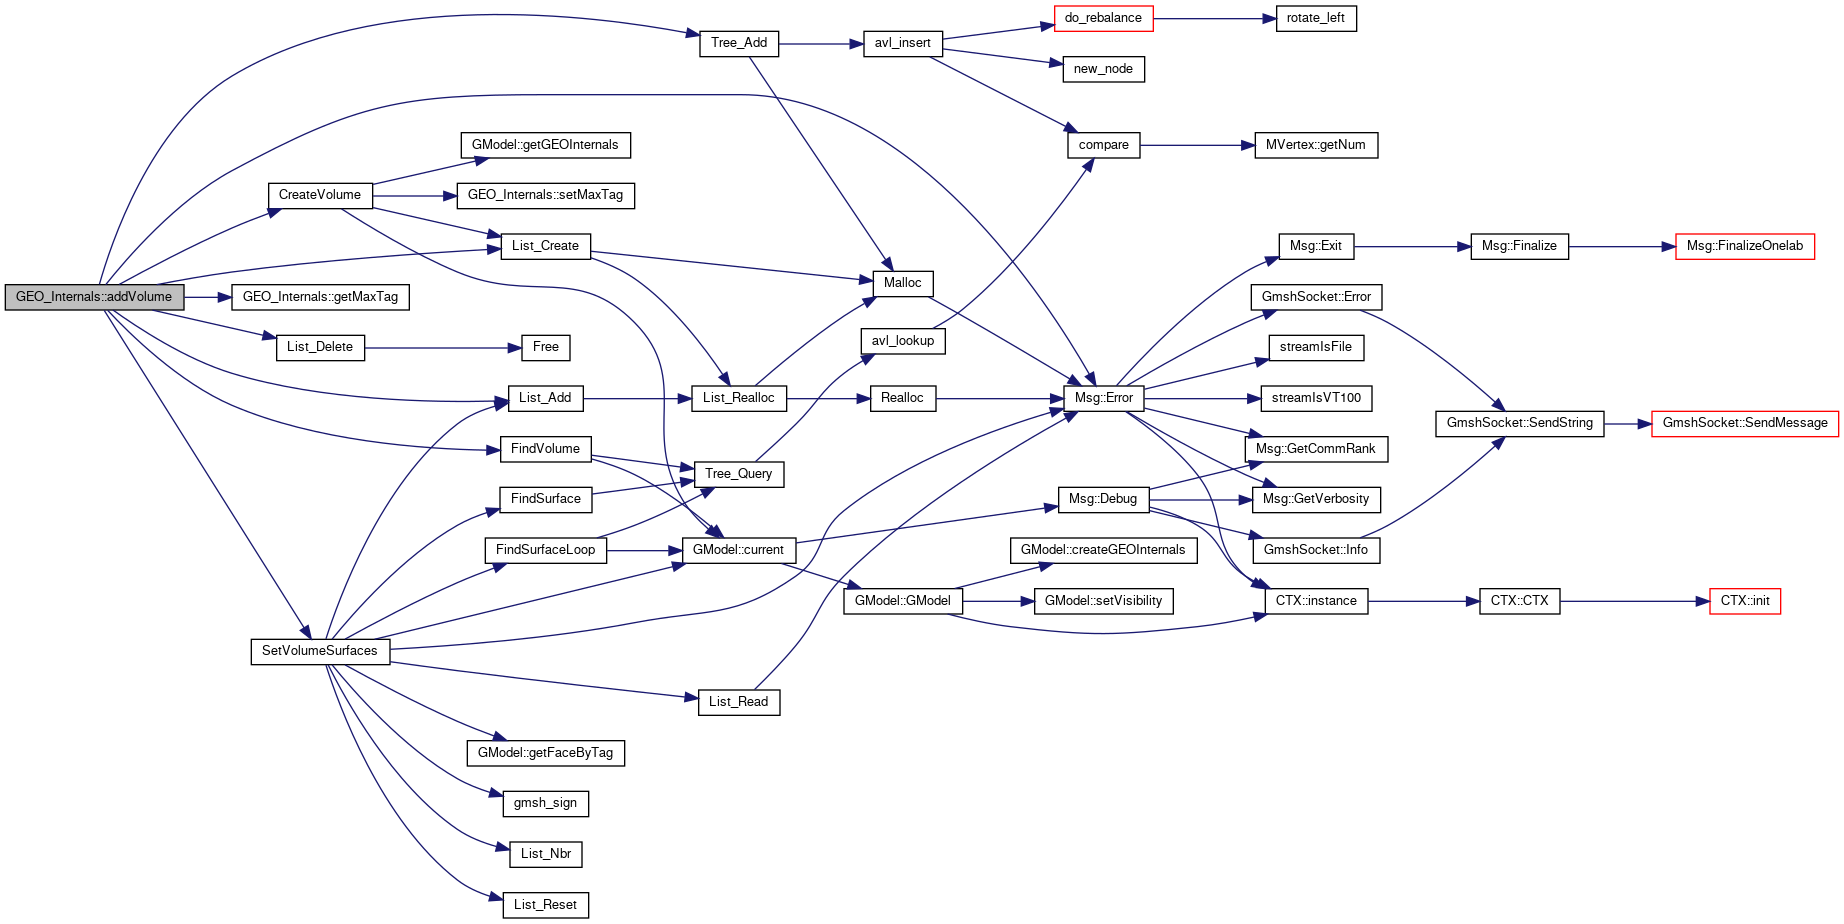 GEO_Internals::addVolume
Tree_Add
avl_insert
do_rebalance
rotate_left
new_node
compare
MVertex::getNum
CreateVolume
GModel::getGEOInternals
GEO_Internals::setMaxTag
List_Create
GEO_Internals::getMaxTag
List_Delete
Free
Malloc
avl_lookup
List_Add
List_Realloc
Realloc
Msg::Error
Msg::Exit
Msg::Finalize
Msg::FinalizeOnelab
GmshSocket::Error
streamIsFile
streamIsVT100
GmshSocket::SendString
GmshSocket::SendMessage
Msg::GetCommRank
Msg::GetVerbosity
FindVolume
Tree_Query
FindSurface
FindSurfaceLoop
GModel::current
Msg::Debug
GmshSocket::Info
GModel::createGEOInternals
GModel::GModel
GModel::setVisibility
CTX::instance
CTX::CTX
CTX::init
SetVolumeSurfaces
List_Read
GModel::getFaceByTag
gmsh_sign
List_Nbr
List_Reset